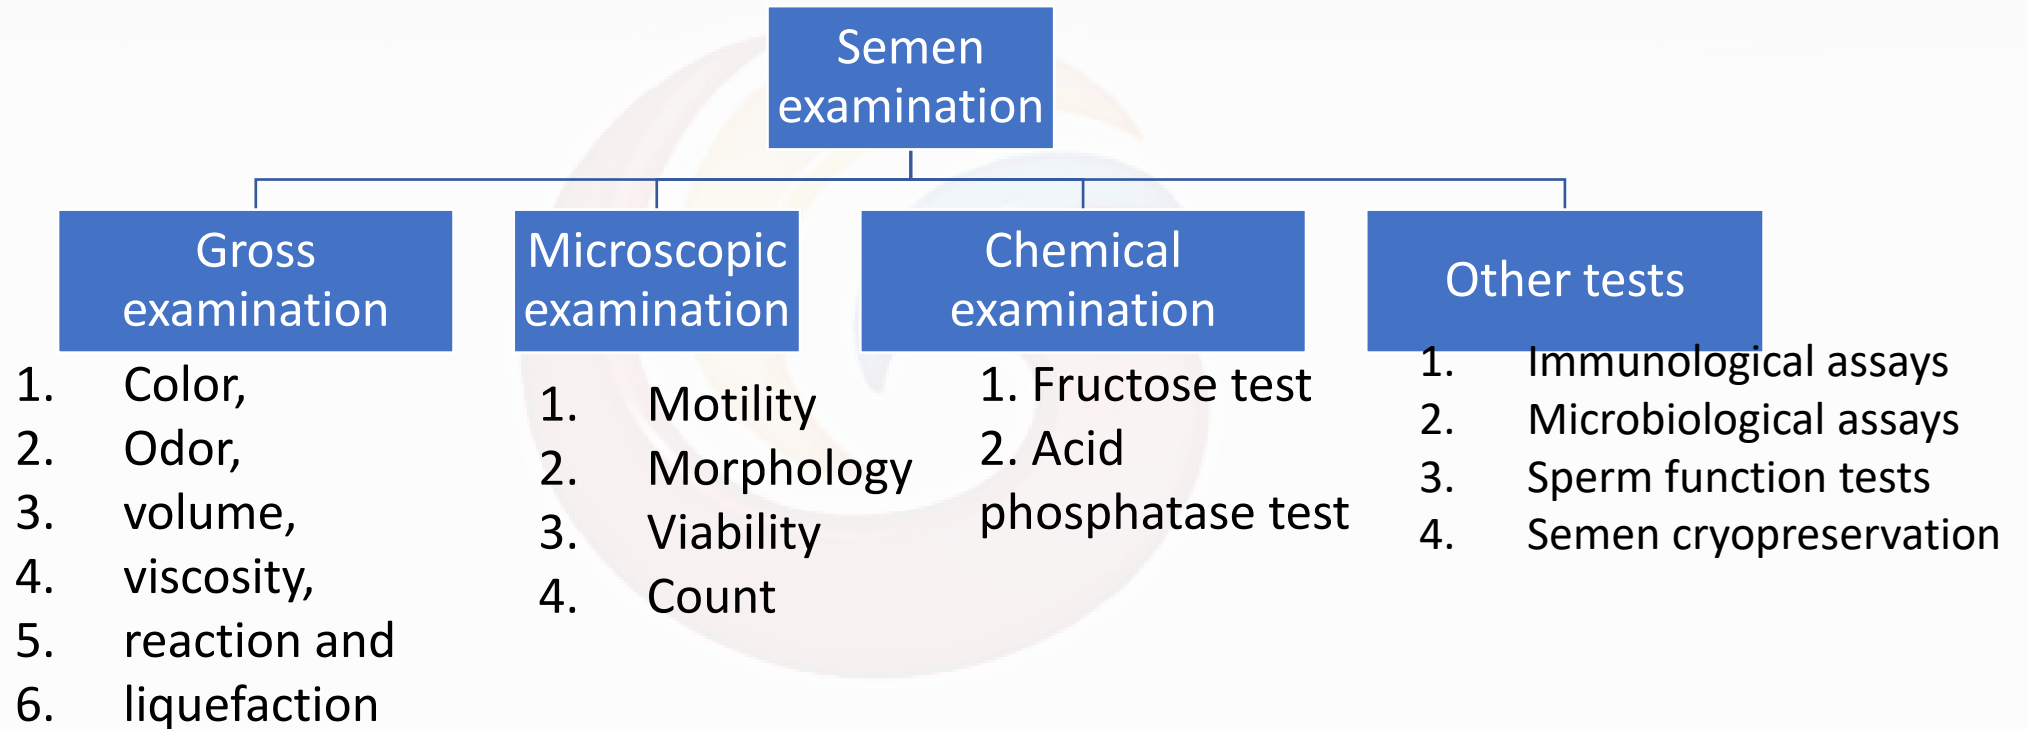 Semen
examination
Gross
examination
Microscopic
examination
Chemical
examination
Other tests
1. Color,
2. Odor,
3. volume,
4. viscosity,
5. reaction and
6. liquefaction
1. Motility
2. Morphology
3. Viability
4. Count
1. Fructose test
2. Acid
phosphatase test
1. Immunological assays
2. Microbiological assays
3. Sperm function tests
4. Semen cryopreservation